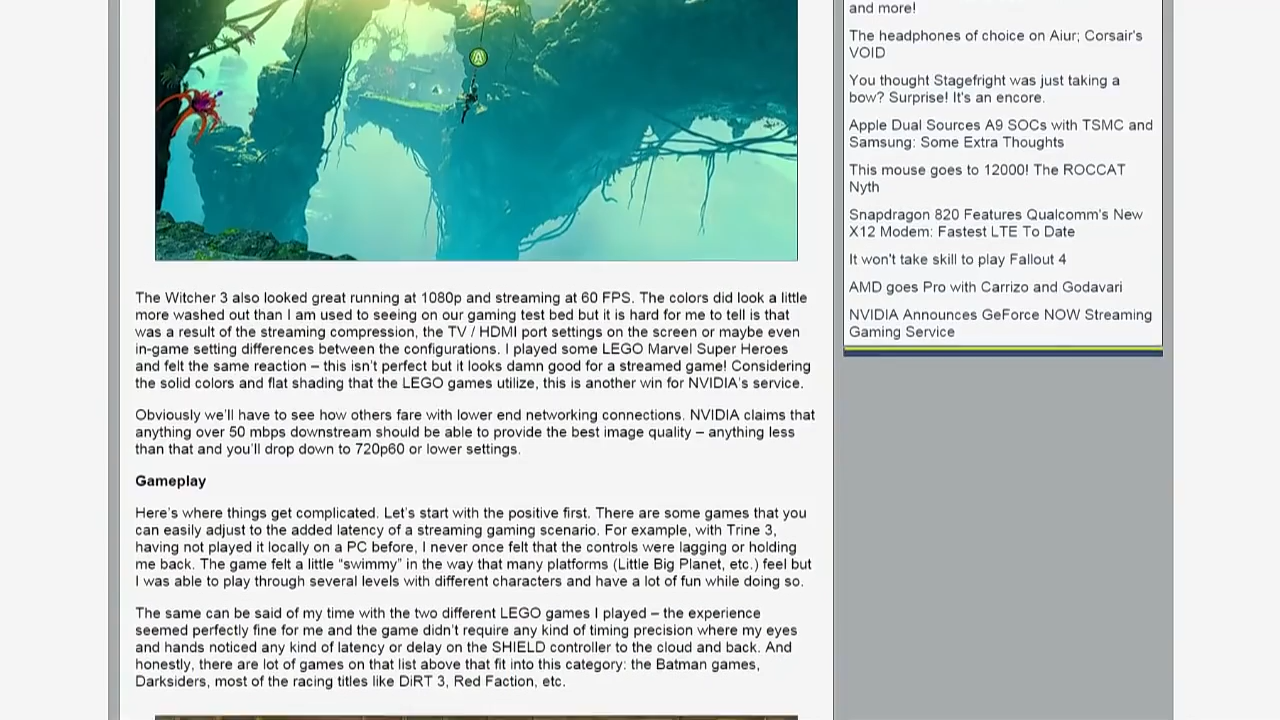 The Witcher 3 also looked great running at 1080p and streaming at 60 FPS. The colors did look a little
more washed out than I am used to seeing on our gaming test bed but it is hard for me to tell is that
was a result of the streaming compression, the TV / HDMI port settings on the screen or maybe even
in-game setting differences between the configurations. I played some LEGO Marvel Super Heroes
and felt the same reaction – this isn't perfect but it looks damn good for a streamed game! Considering
the solid colors and flat shading that the LEGO games utilize, this is another win for NVIDIA's service.
Obviously we'll have to see how others fare with lower end networking connections. NVIDIA claims that
anything over 50 mbps downstream should be able to provide the best image quality – anything less
than that and you'll drop down to 720p60 or lower settings.
Gameplay
Here's where things get complicated. Let's start with the positive first. There are some games that you
can easily adjust to the added latency of a streaming gaming scenario. For example, with Trine 3,
having not played it locally on a PC before, I never once felt that the controls were lagging or holding
me back. The game felt a little "swimmy" in the way that many platforms (Little Big Planet, etc.) feel but
I was able to play through several levels with different characters and have a lot of fun while doing so.
The same can be said of my time with the two different LEGO games I played – the experience
seemed perfectly fine for me and the game didn't require any kind of timing precision where my eyes
and hands noticed any kind of latency or delay on the SHIELD controller to the cloud and back. And
honestly, there are lot of games on that list above that fit into this category: the Batman games,
Darksiders, most of the racing titles like DiRT 3, Red Faction, etc.
and more!
The headphones of choice on Aiur; Corsair's
VOID
You thought Stagefright was just taking a
bow? Surprise! It's an encore.
Apple Dual Sources A9 SOCs with TSMC and
Samsung: Some Extra Thoughts
This mouse goes to 12000! The ROCCAT
Nyth
Snapdragon 820 Features Qualcomm's New
X12 Modem: Fastest LTE To Date
It won't take skill to play Fallout 4
AMD goes Pro with Carrizo and Godavari
NVIDIA Announces GeForce NOW Streaming
Gaming Service